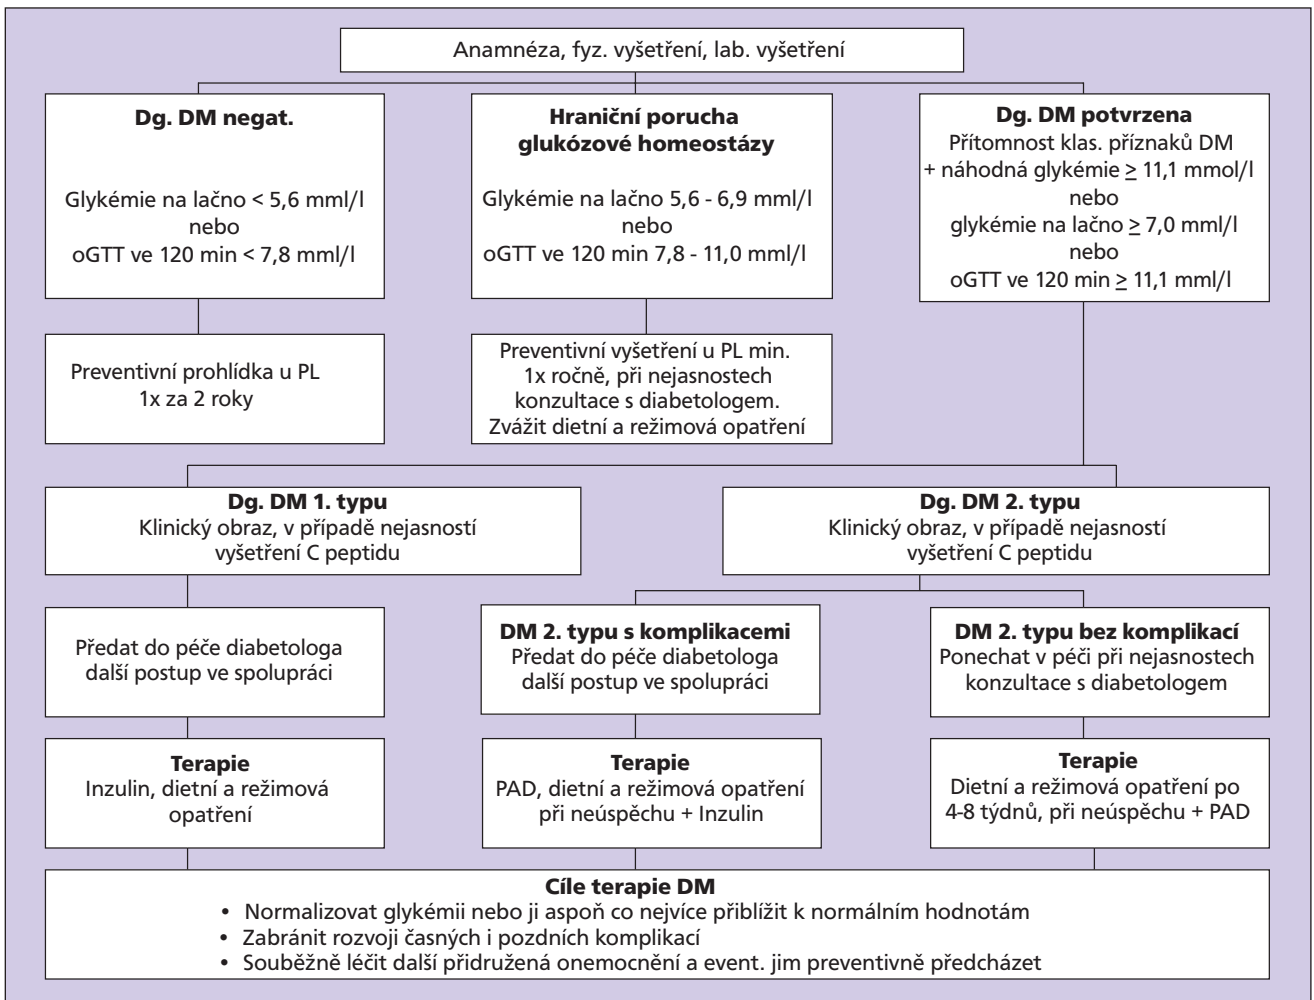 Anamnéza, fyz. vyšetření, lab. vyšetření
Dg. DM negat.
Glykémie na lačno < 5,6 mml/l
nebo
oGTT ve 120 min < 7,8 mml/l
Hraniční porucha
glukózové homeostázy
Glykémie na lačno 5,6 - 6,9 mml/l
nebo
oGTT ve 120 min 7,8 - 11,0 mml/l
Dg. DM potvrzena
Přítomnost klas. příznaků DM
+ náhodná glykémie ≥ 11,1 mmol/l
nebo
glykémie na lačno ≥ 7,0 mml/l
nebo
oGTT ve 120 min ≥ 11,1 mml/l
Preventivní prohlídka u PL
1x za 2 roky
Preventivní vyšetření u PL min.
1x ročně, při nejasnostech
konzultace s diabetologem.
Zvážit dietní a režimová opatření
Dg. DM 1. typu
Klinický obraz, v případě nejasností
vyšetření C peptidu
Dg. DM 2. typu
Klinický obraz, v případě nejasností
vyšetření C peptidu
Předat do péče diabetologa
další postup ve spolupráci
DM 2. typu s komplikacemi
Předat do péče diabetologa
další postup ve spolupráci
DM 2. typu bez komplikací
Ponechat v péči při nejasnostech
konzultace s diabetologem
Terapie
Inzulin, dietní a režimová
opatření
Terapie
PAD, dietní a režimová opatření
při neúspěchu + Inzulin
Terapie
Dietní a režimová opatření po
4-8 týdnů, při neúspěchu + PAD
Cíle terapie DM
• Normalizovat glykémii nebo ji aspoň co nejvíce přiblížit k normálním hodnotám
• Zabránit rozvoji časných i pozdních komplikací
• Souběžně léčit další přidružená onemocnění a event. jim preventivně předcházet